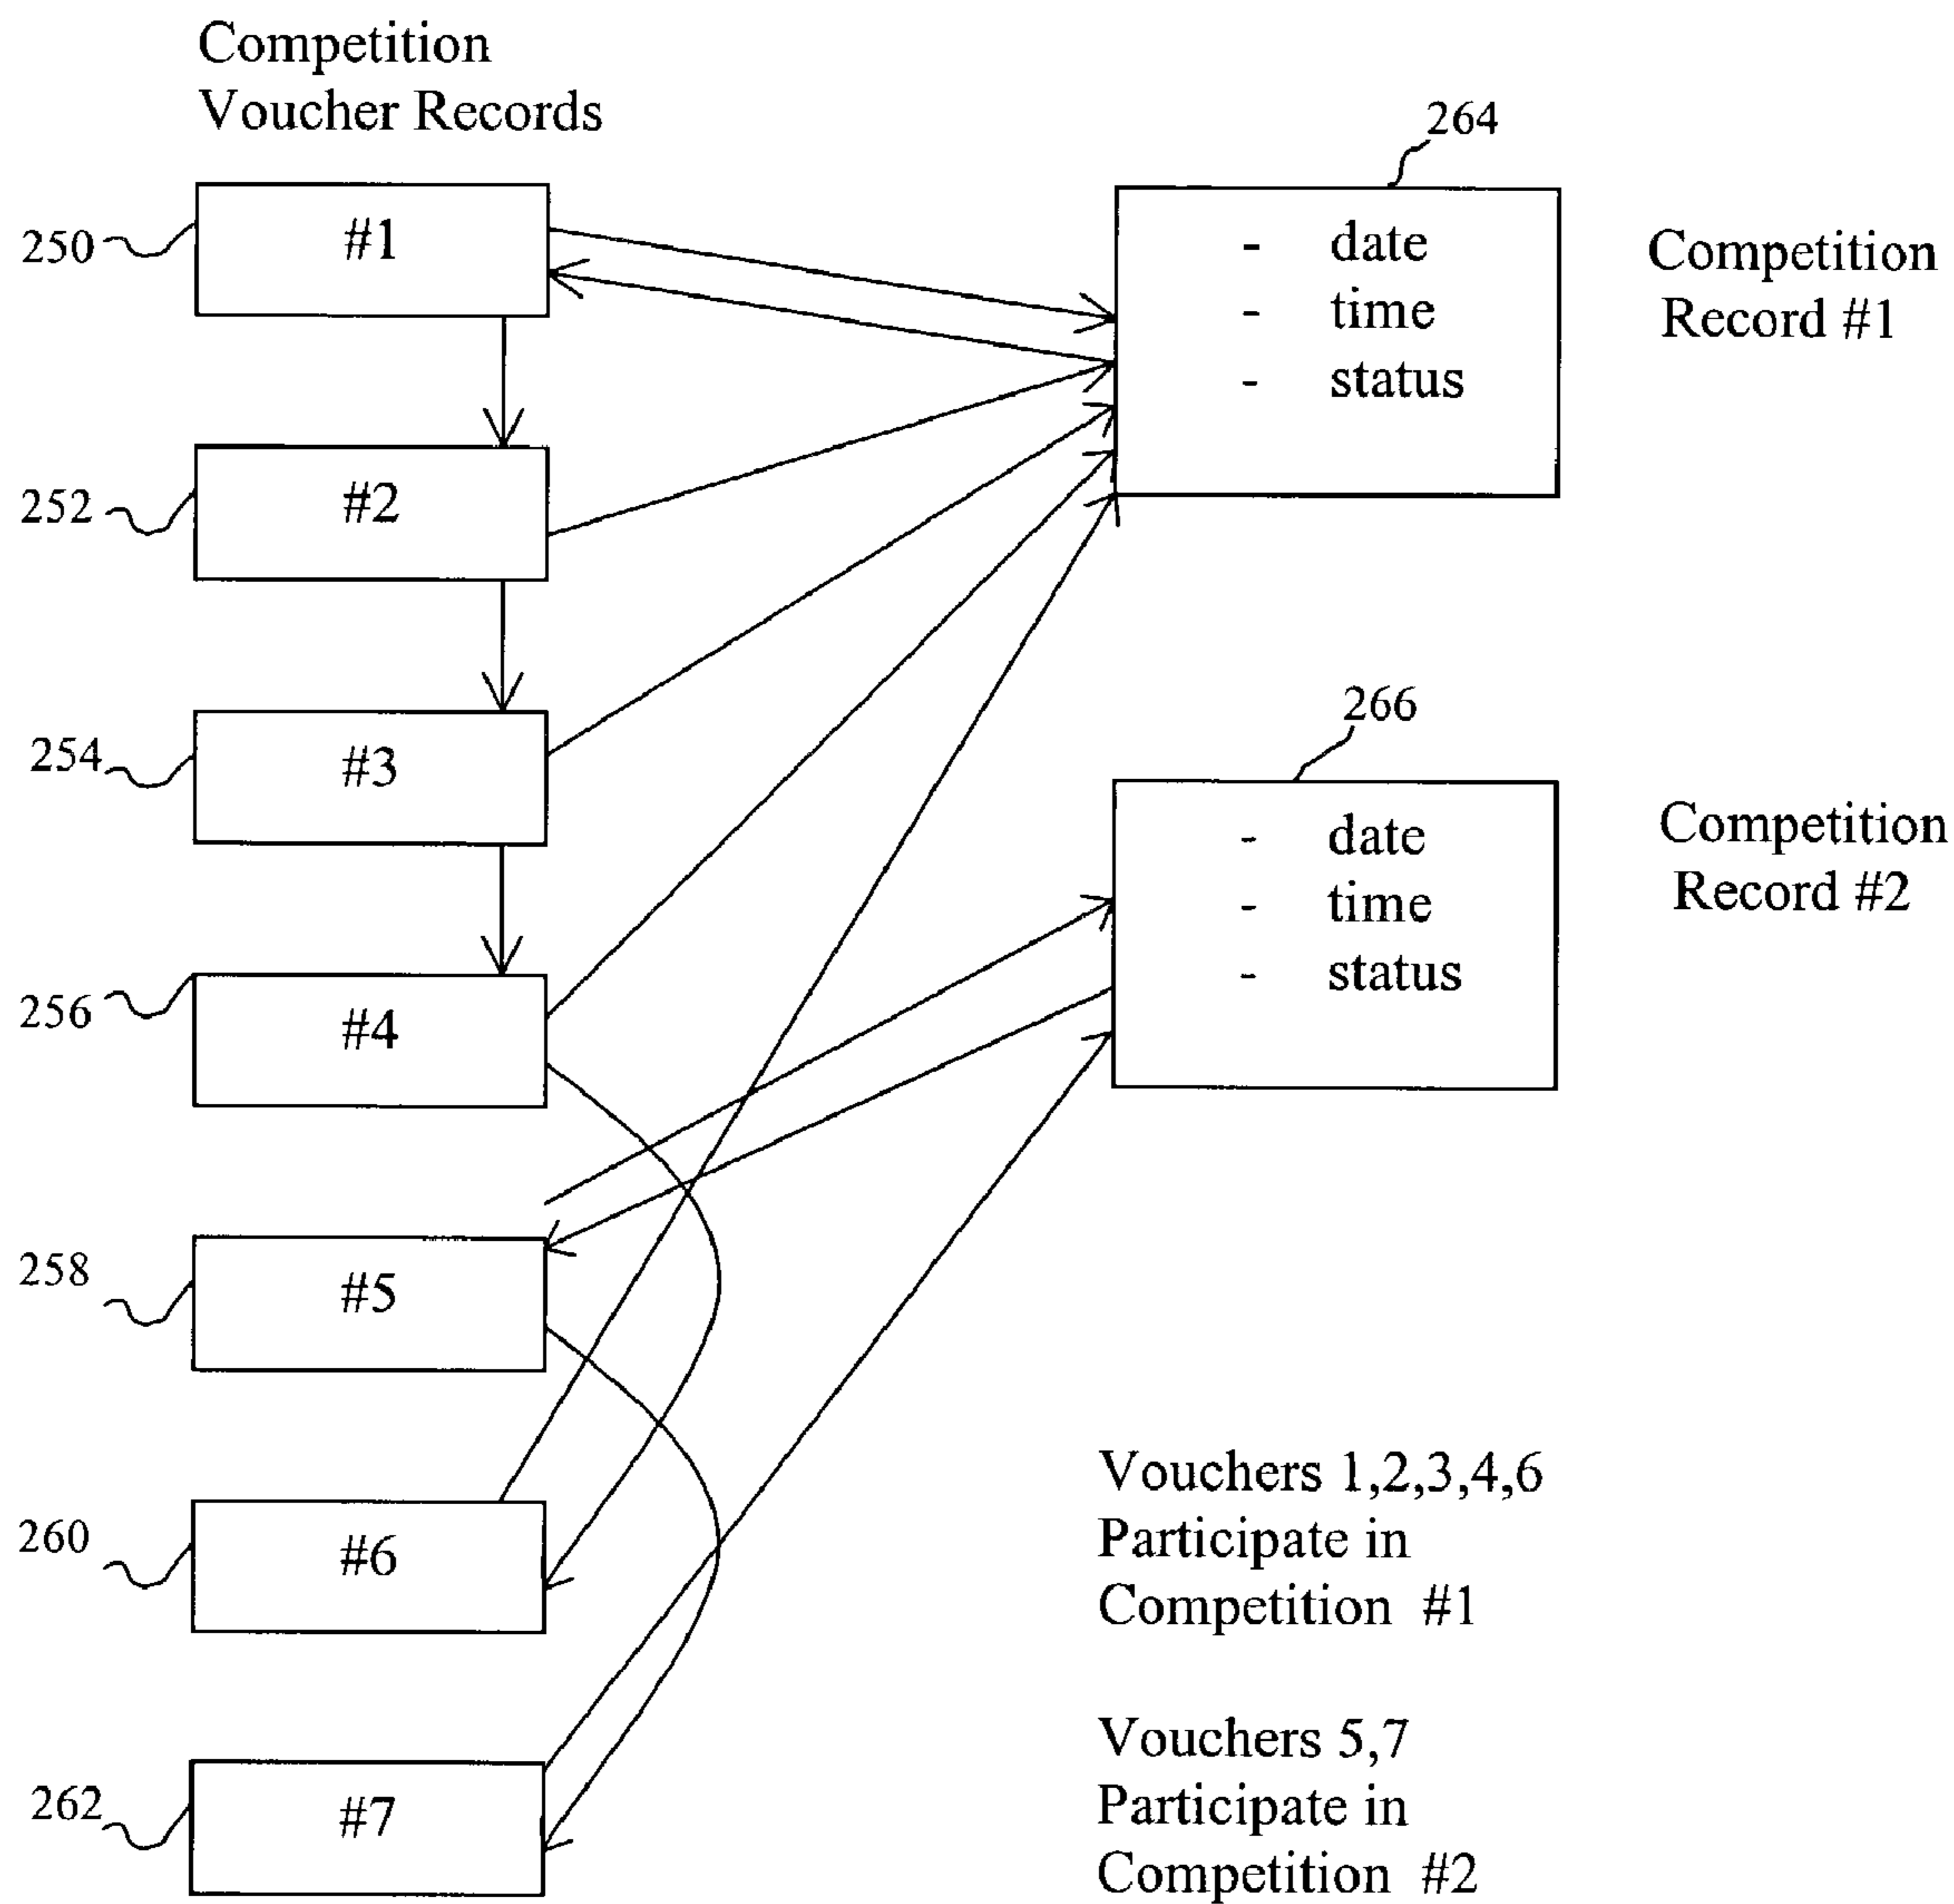 Competition
Voucher Records
264
250
#1
- date
- time
- status
Competition
Record #1
252
#2
254
#3
266
- date
- time
- status
Competition
Record #2
256
#4
258
#5
260
#6
Vouchers 1,2,3,4,6
Participate in
Competition #1
262
#7
Vouchers 5,7
Participate in
Competition #2